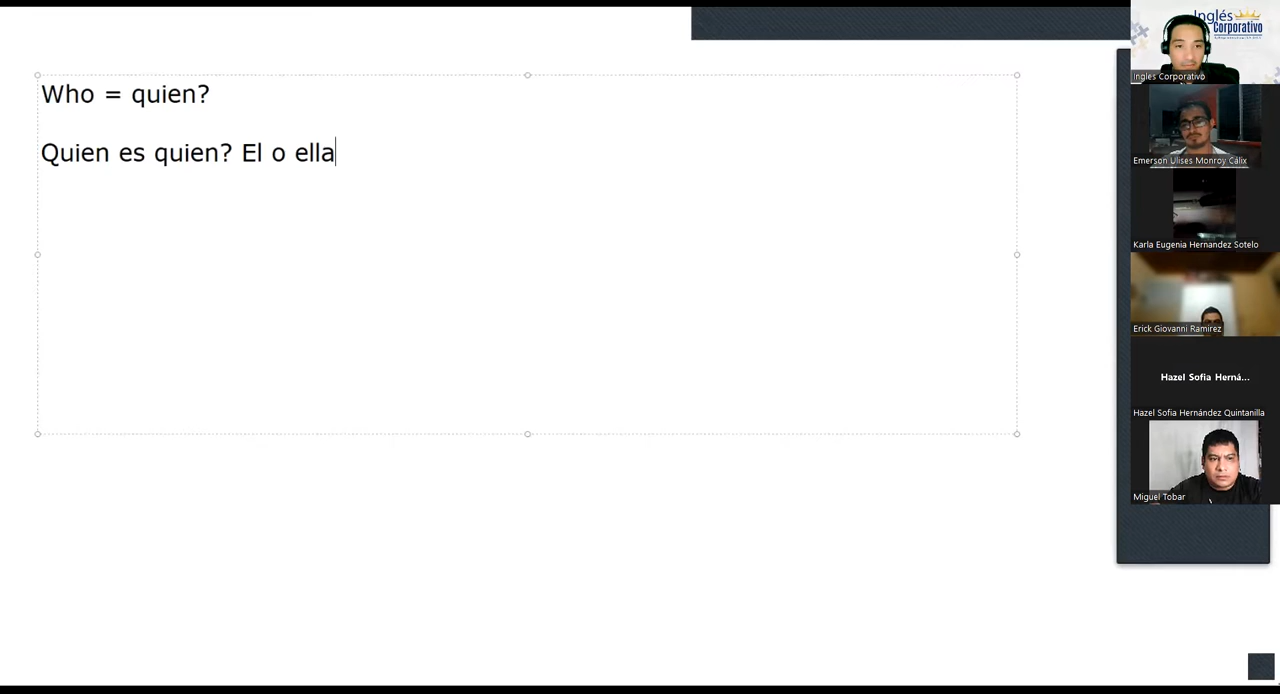 Who = quien?
Quien es quien? El o ella
Inglés
Corporativo
Ingles Corporativo
Emerson Ulises Monroy Cálix
Karla Eugenia Hernandez Sotelo
Erick Giovanni Ramirez
Hazel Sofia Herná...
Hazel Sofia Hernández Quintanilla
Miguel Tobar